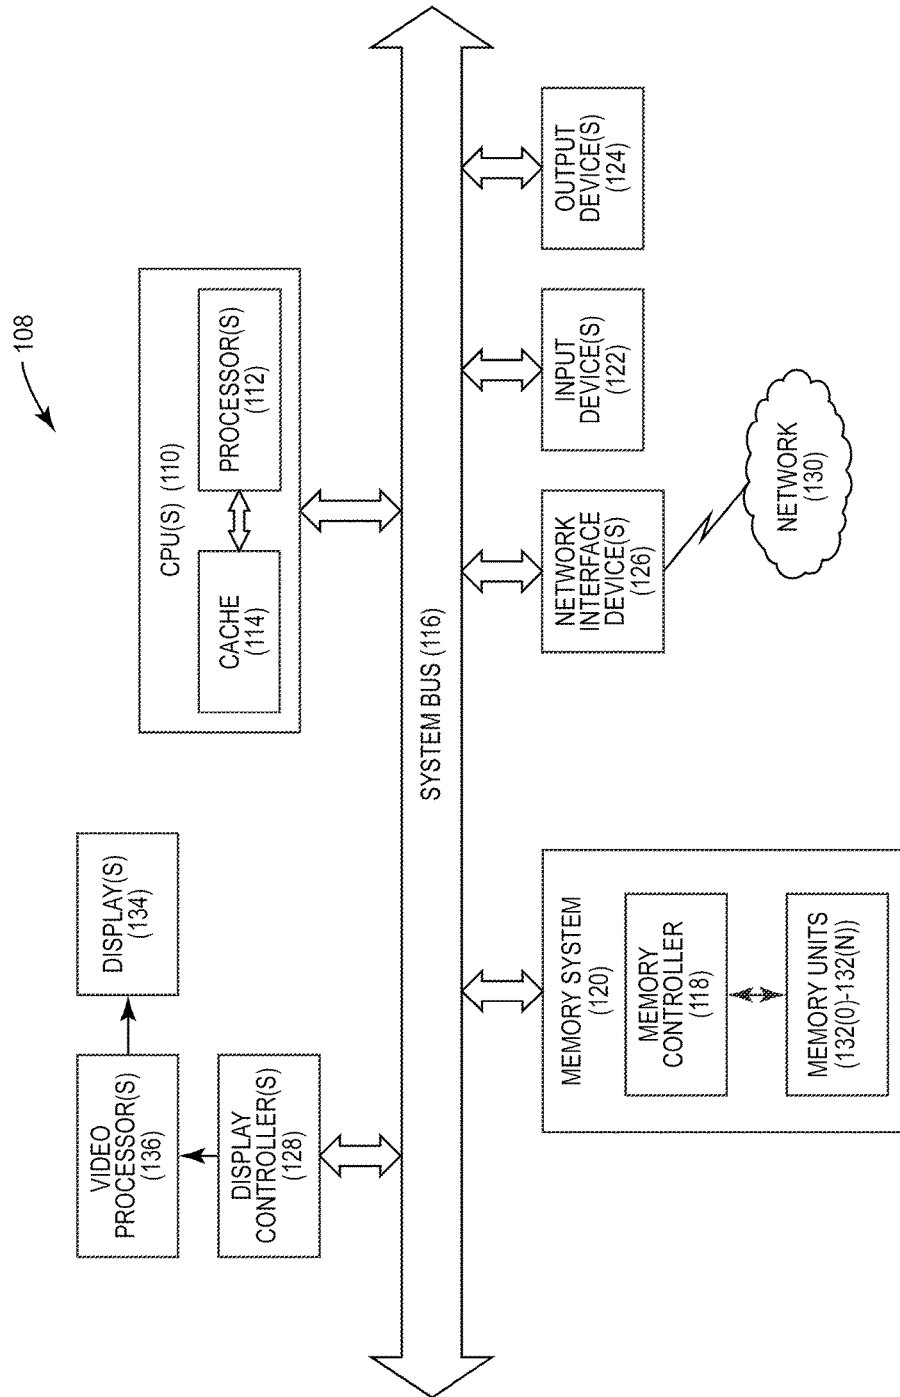 108
CPU(S) (110)
CACHE
(114)
PROCESSOR(S)
(112)
VIDEO
PROCESSOR(S)
(136)
DISPLAY(S)
(134)
DISPLAY
CONTROLLER(S)
(128)
SYSTEM BUS (116)
MEMORY SYSTEM
(120)
MEMORY
CONTROLLER
(118)
MEMORY UNITS
(132(0)-132(N))
NETWORK
INTERFACE
DEVICE(S)
(126)
INPUT
DEVICE(S)
(122)
OUTPUT
DEVICE(S)
(124)
NETWORK
(130)